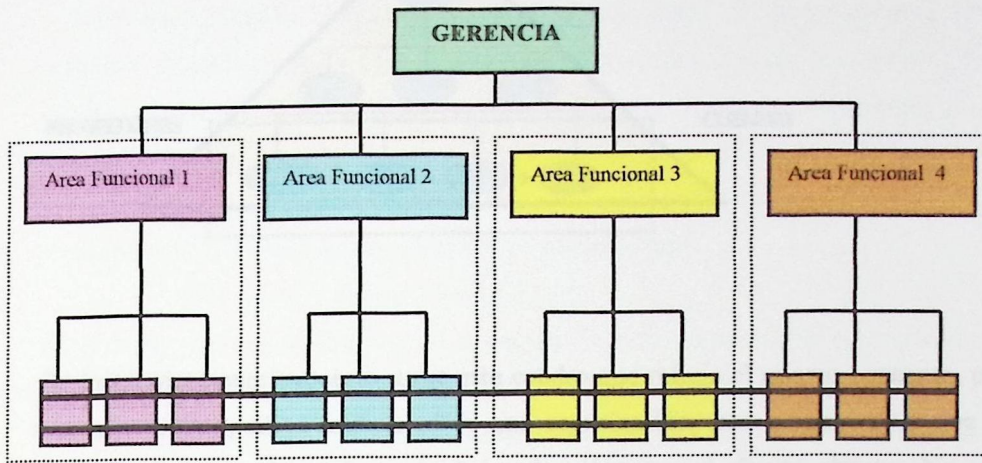 GERENCIA
Area Funcional 1
Area Funcional 2
Area Funcional 3
Area Funcional 4